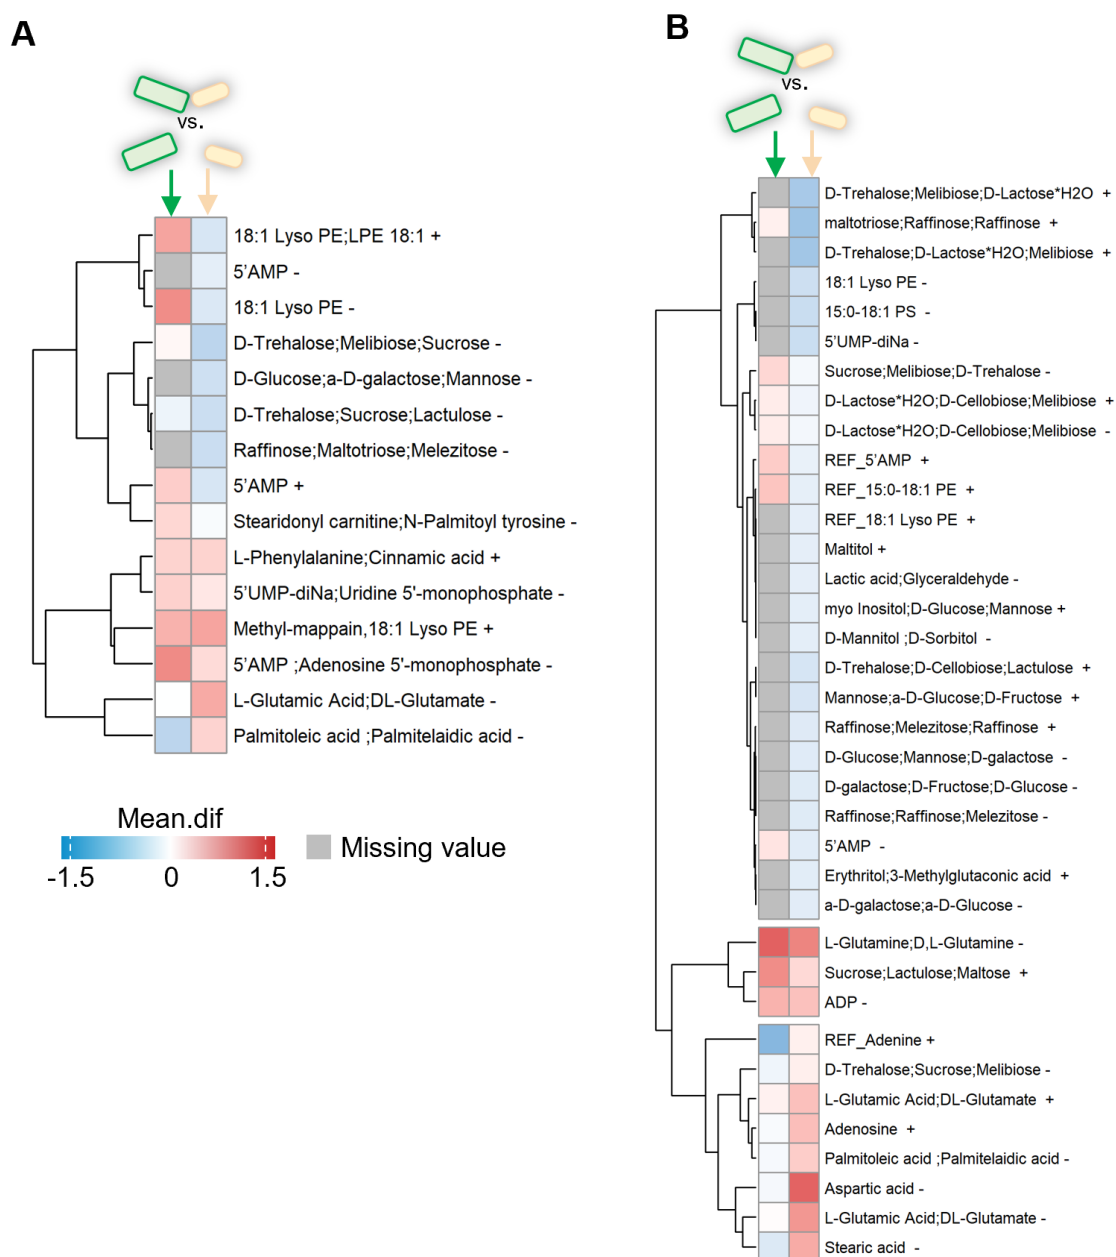 A
vs.
18:1 Lyso PE;LPE 18:1 +
5’AMP -
18:1 Lyso PE -
D-Trehalose;Melibiose;Sucrose -
D-Glucose;a-D-galactose;Mannose -
D-Trehalose;Sucrose;Lactulose -
Raffinose;Maltotriose;Melezitose -
5’AMP +
Stearidonyl carnitine;N-Palmitoyl tyrosine -
L-Phenylalanine;Cinnamic acid +
5’UMP-diNa;Uridine 5'-monophosphate -
Methyl-mappain,18:1 Lyso PE +
5’AMP ;Adenosine 5'-monophosphate -
L-Glutamic Acid;DL-Glutamate -
Palmitoleic acid ;Palmitelaidic acid -
Mean.dif
-1.5 0 1.5
Missing value
B
vs.
D-Trehalose;Melibiose;D-Lactose*H2O +
maltotriose;Raffinose;Raffinose +
D-Trehalose;D-Lactose*H2O;Melibiose +
18:1 Lyso PE -
15:0-18:1 PS -
5’UMP-diNa -
Sucrose;Melibiose;D-Trehalose -
D-Lactose*H2O;D-Cellobiose;Melibiose +
D-Lactose*H2O;D-Cellobiose;Melibiose -
REF_5’AMP +
REF_15:0-18:1 PE +
REF_18:1 Lyso PE +
Maltitol +
Lactic acid;Glyceraldehyde -
myo Inositol;D-Glucose;Mannose +
D-Mannitol ;D-Sorbitol -
D-Trehalose;D-Cellobiose;Lactulose +
Mannose;a-D-Glucose;D-Fructose +
Raffinose;Melezitose;Raffinose +
D-Glucose;Mannose;D-galactose -
D-galactose;D-Fructose;D-Glucose -
Raffinose;Raffinose;Melezitose -
5’AMP -
Erythritol;3-Methylglutaconic acid +
a-D-galactose;a-D-Glucose -
L-Glutamine;D,L-Glutamine -
Sucrose;Lactulose;Maltose +
ADP -
REF_Adenine +
D-Trehalose;Sucrose;Melibiose -
L-Glutamic Acid;DL-Glutamate +
Adenosine +
Palmitoleic acid ;Palmitelaidic acid -
Aspartic acid -
L-Glutamic Acid;DL-Glutamate -
Stearic acid -